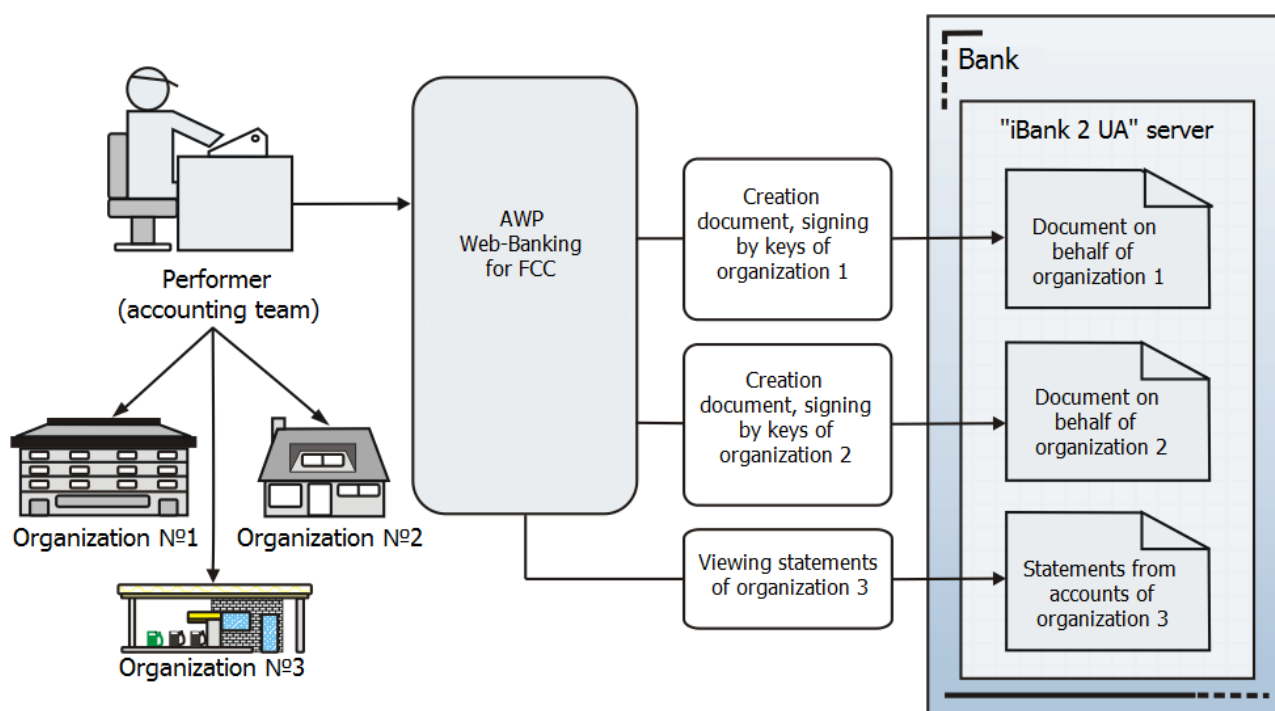 Bank
"iBank 2 UA" server
Performer
(accounting team)
Organization №1
Organization №2
Organization №3
AWP
Web-Banking
for FCC
Creation
document, signing
by keys of
organization 1
Document on
behalf of
organization 1
Creation
document, signing
by keys of
organization 2
Document on
behalf of
organization 2
Viewing statements
of organization 3
Statements from
accounts of
organization 3